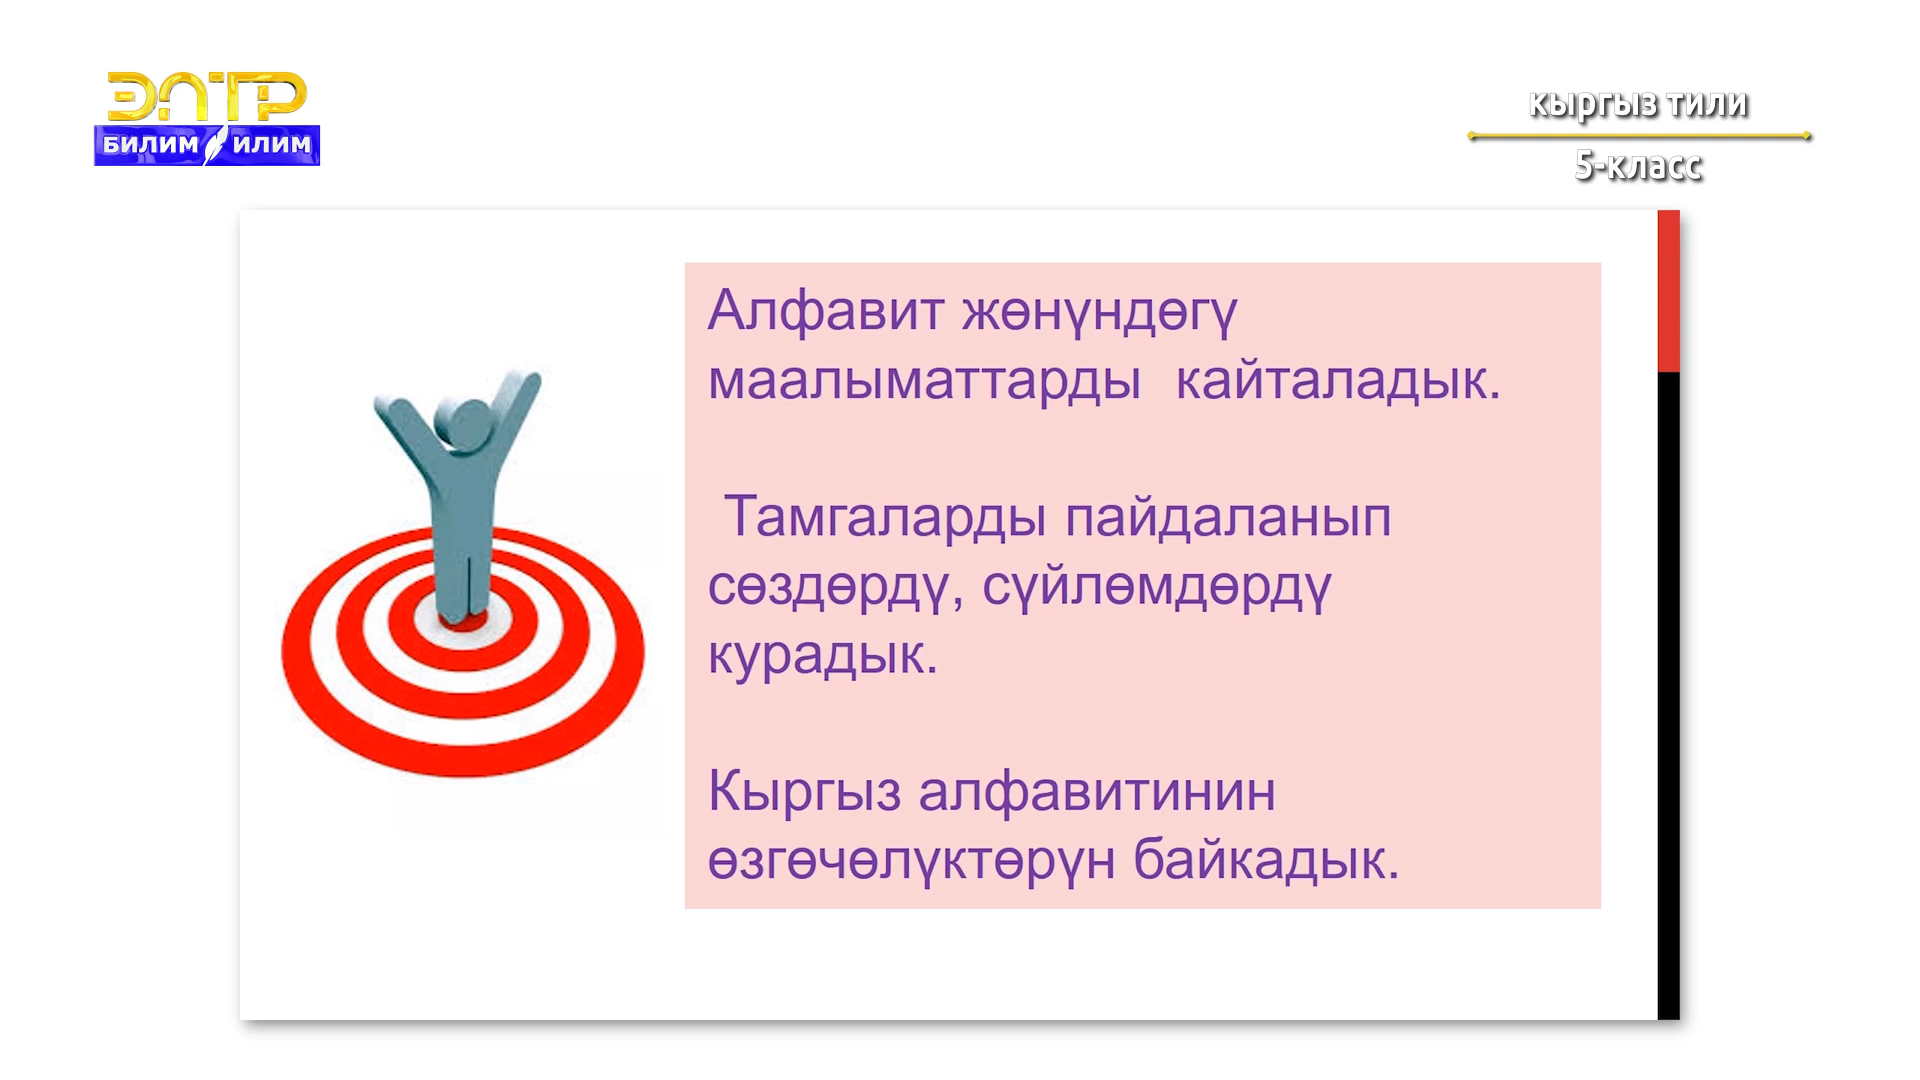 ЭЛТР
БИЛИМ ИЛИМ
кыргыз тили
5-класс
Алфавит жөнүндөгү
маалыматтарды кайталадык.
Тамгаларды пайдаланып
сөздөрдү, сүйлөмдөрдү
курадык.
Кыргыз алфавитинин
өзгөчөлүктөрүн байкадык.